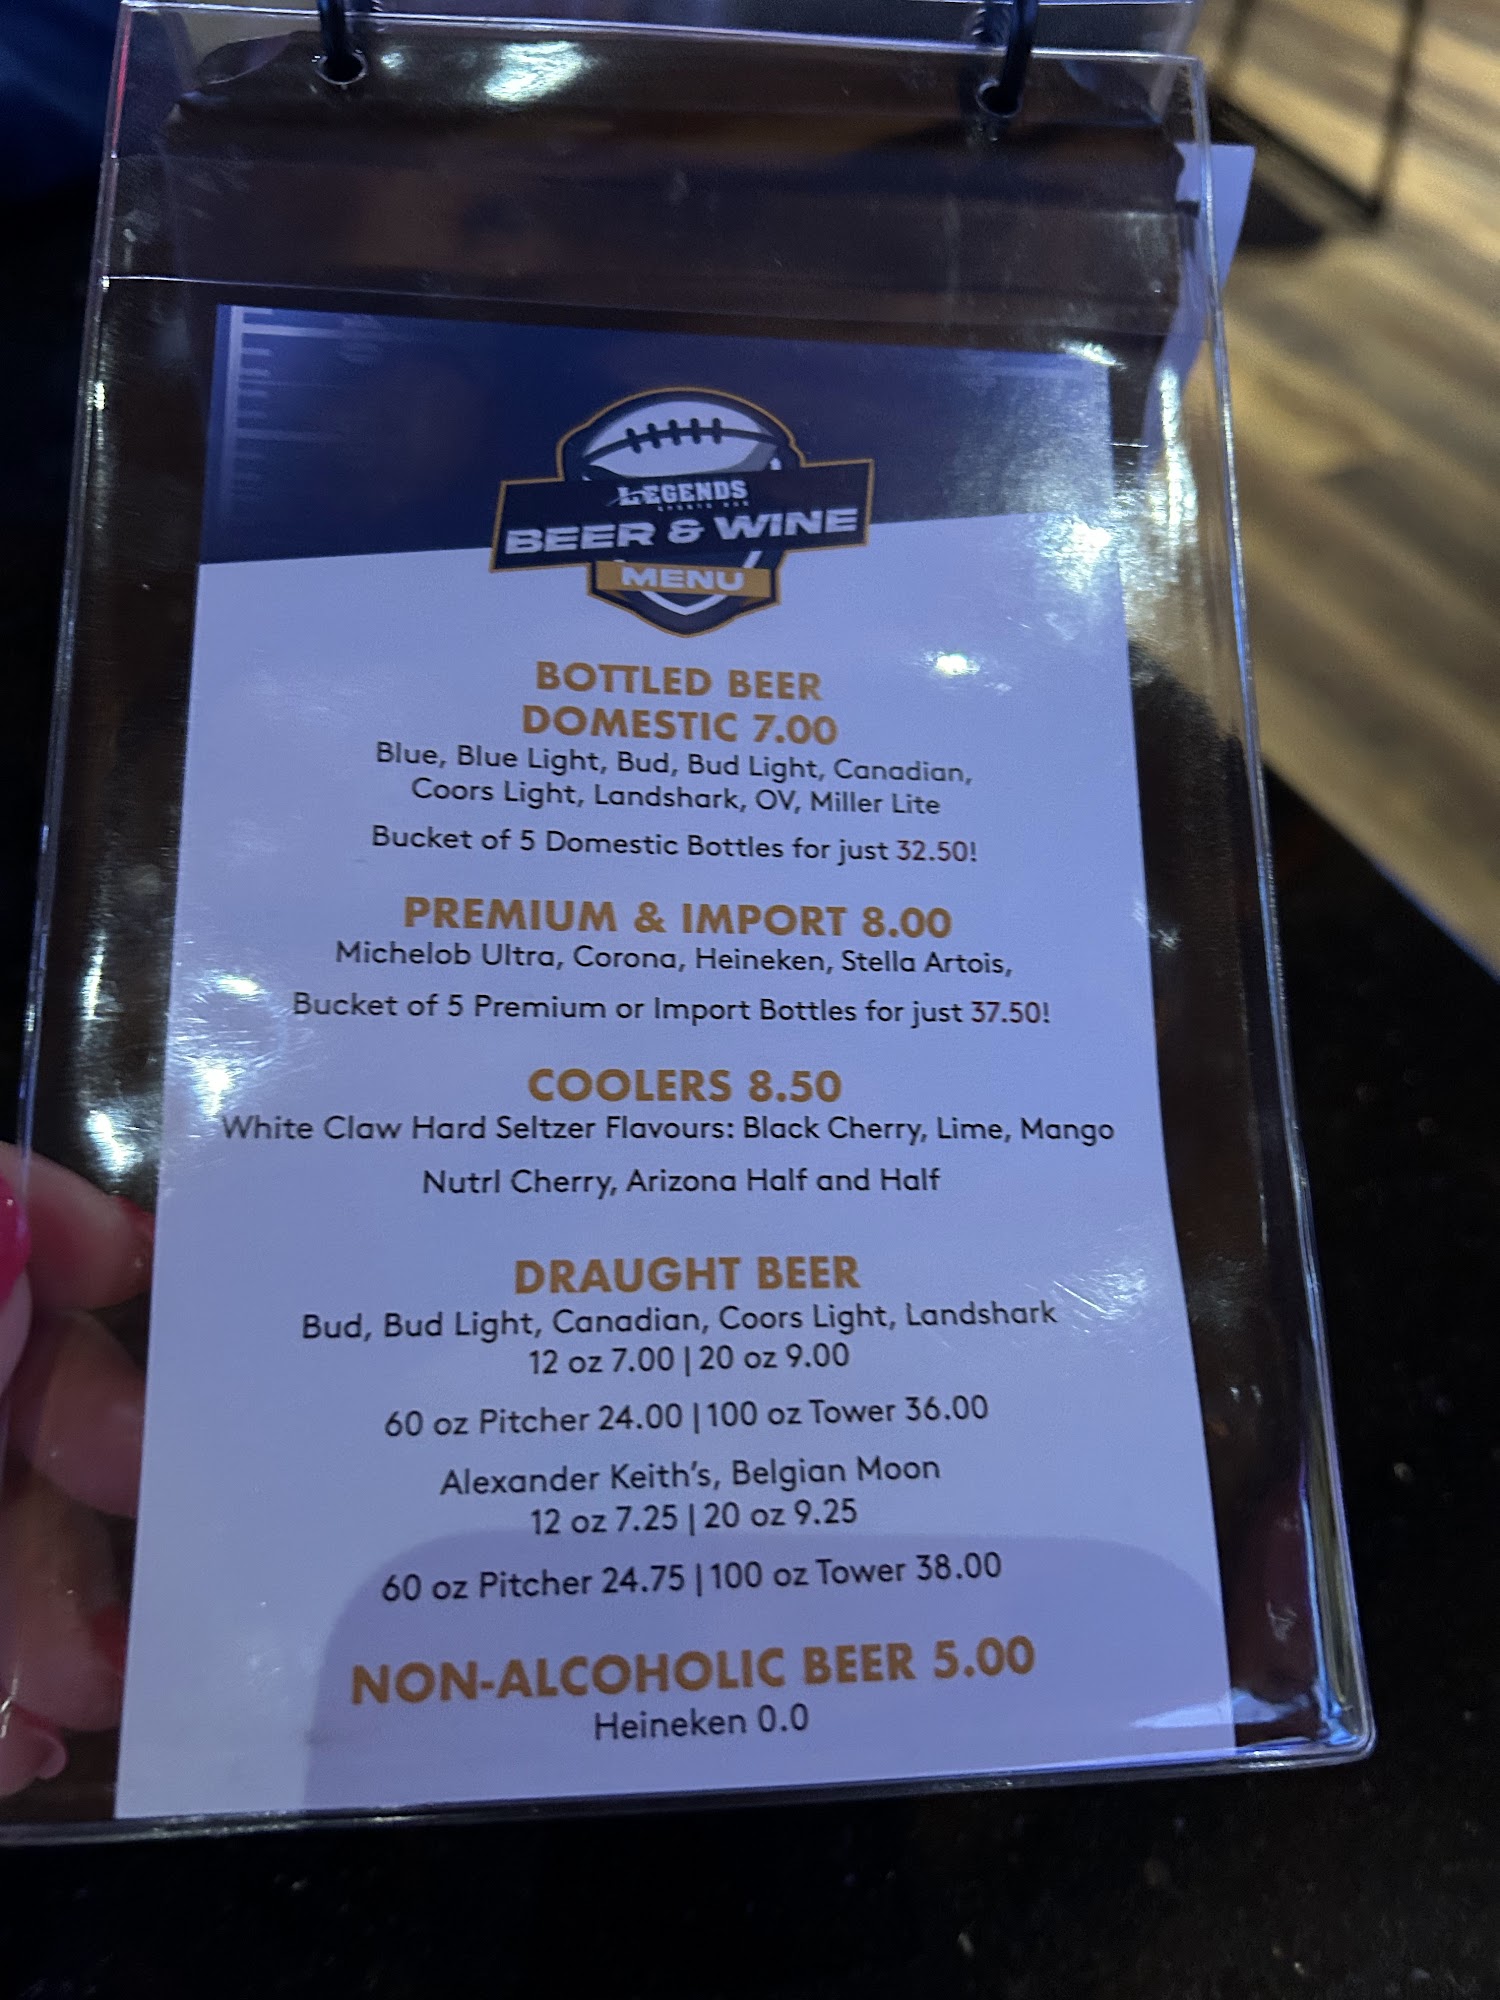 LEGENDS
SPORTS BAR
BEER & WINE
MENU
BOTTLED BEER
DOMESTIC 7.00
Blue, Blue Light, Bud, Bud Light, Canadian,
Coors Light, Landshark, OV, Miller Lite
Bucket of 5 Domestic Bottles for just 32.50!
PREMIUM & IMPORT 8.00
Michelob Ultra, Corona, Heineken, Stella Artois,
Bucket of 5 Premium or Import Bottles for just 37.50!
COOLERS 8.50
White Claw Hard Seltzer Flavours: Black Cherry, Lime, Mango
Nutrl Cherry, Arizona Half and Half
DRAUGHT BEER
Bud, Bud Light, Canadian, Coors Light, Landshark
12 oz 7.00 | 20 oz 9.00
60 oz Pitcher 24.00 | 100 oz Tower 36.00
Alexander Keith's, Belgian Moon
12 oz 7.25 | 20 oz 9.25
60 oz Pitcher 24.75 | 100 oz Tower 38.00
NON-ALCOHOLIC BEER 5.00
Heineken 0.0